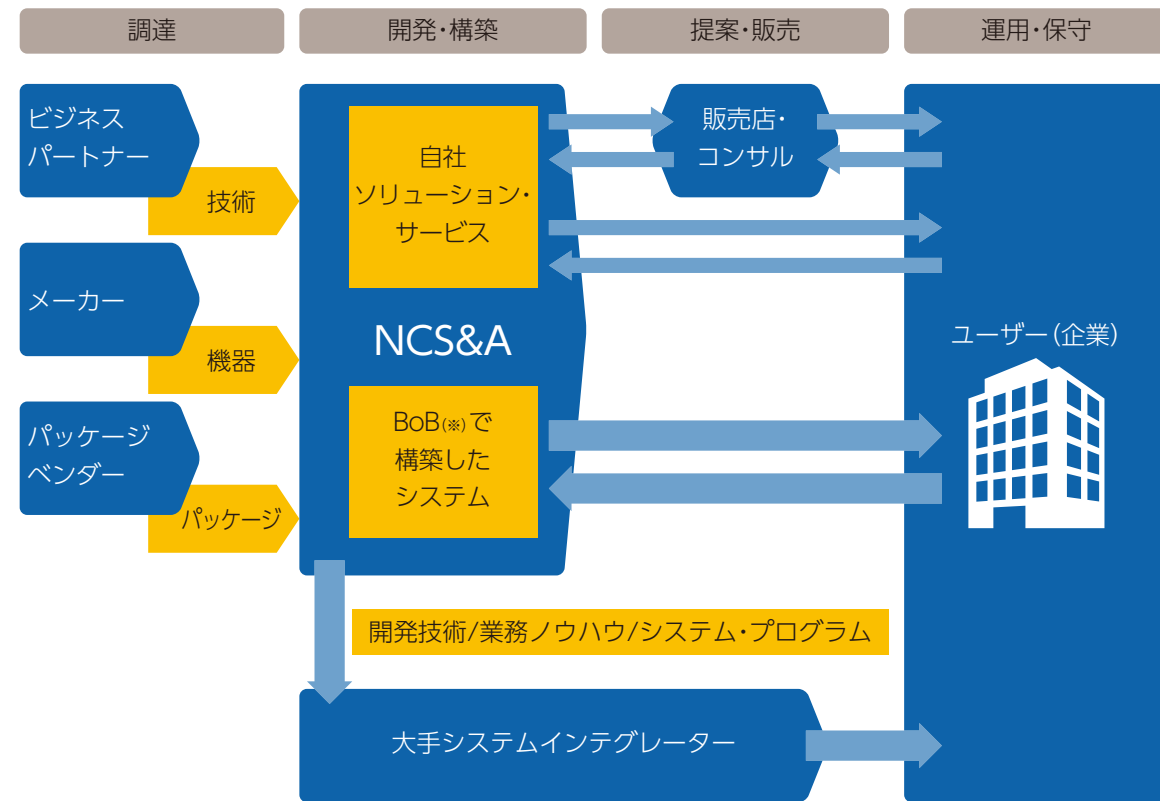 調達
開発・構築
提案・販売
運用・保守
ビジネス
パートナー
技術
メーカー
機器
パッケージ
ベンダー
パッケージ
自社
ソリューション・
サービス
NCS&A
BoB(※)で
構築した
システム
販売店・
コンサル
ユーザー(企業)
開発技術/業務ノウハウ/システム・プログラム
大手システムインテグレーター